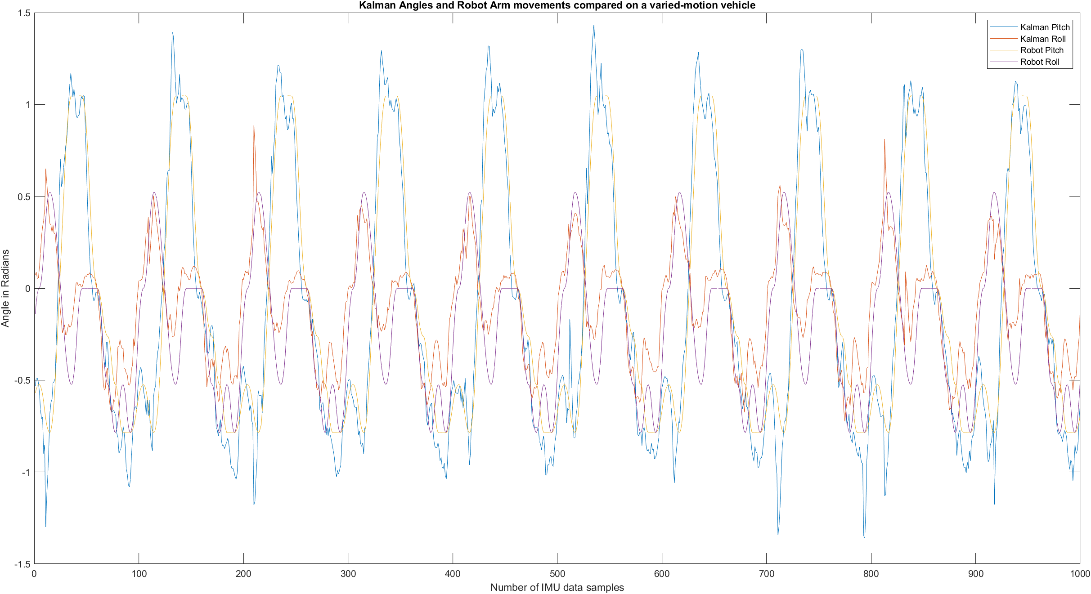 Kalman Angles and Robot Arm movements compared on a varied-motion vehicle
Kalman Pitch
Kalman Roll
Robot Pitch
Robot Roll
Angle in Radians
1.5
1
0.5
0
-0.5
-1
-1.5
0 100 200 300 400 500 600 700 800 900 1000
Number of IMU data samples